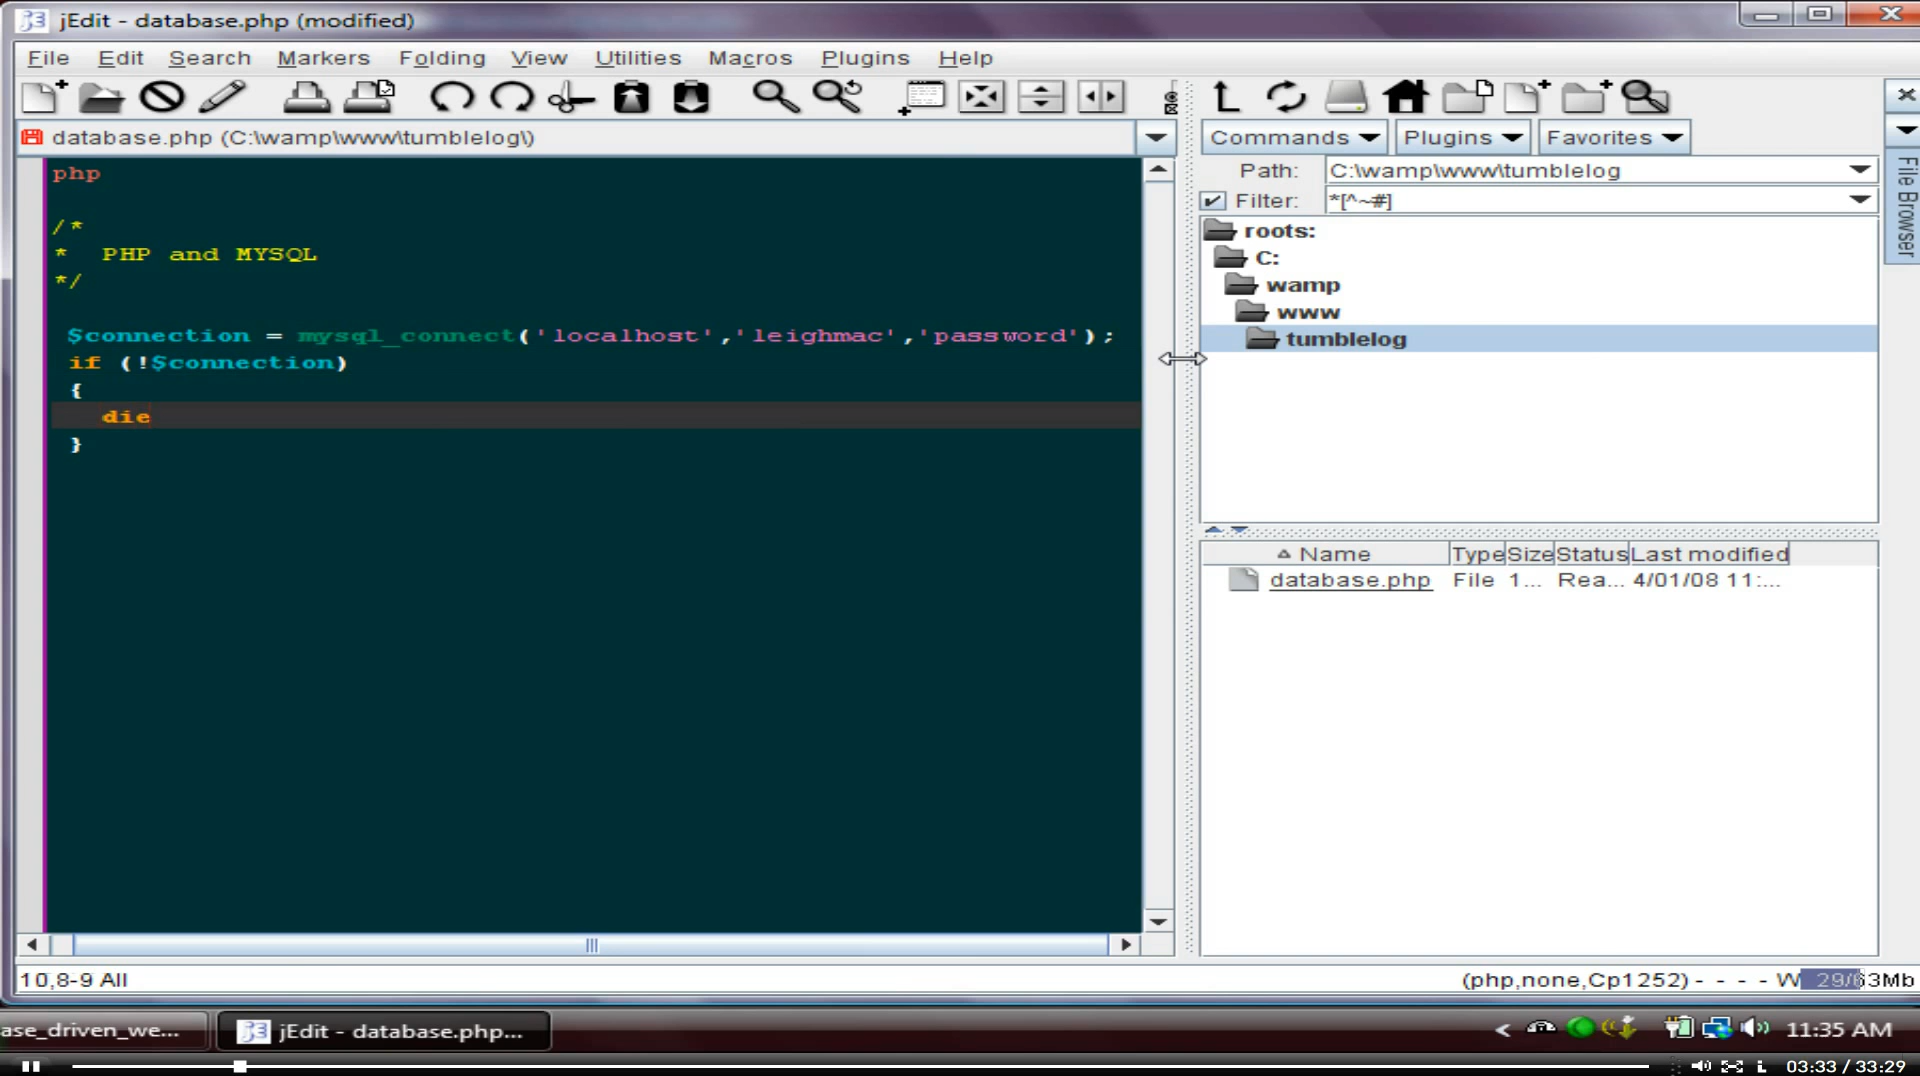 jEdit - database.php (modified)
File Edit Search Markers Folding View Utilities Macros Plugins Help
database.php (C:\wamp\www\tumblelog\)
Commands Plugins Favorites
Path: C:\wamp\www\tumblelog
Filter: *[^~#]
File Browser
roots:
C:
wamp
www
tumblelog
php
/*
* PHP and MYSQL
*/
$connection = mysql_connect('localhost','leighmac','password');
if (!$connection)
{
die
}
Name Type Size Status Last modified
database.php File 1... Rea... 4/01/08 11:...
10,8-9 All
(php,none,Cp1252) - - - - W 29/63Mb
ase_driven_we...
jEdit - database.php...
11:35 AM
03:33 / 33:29